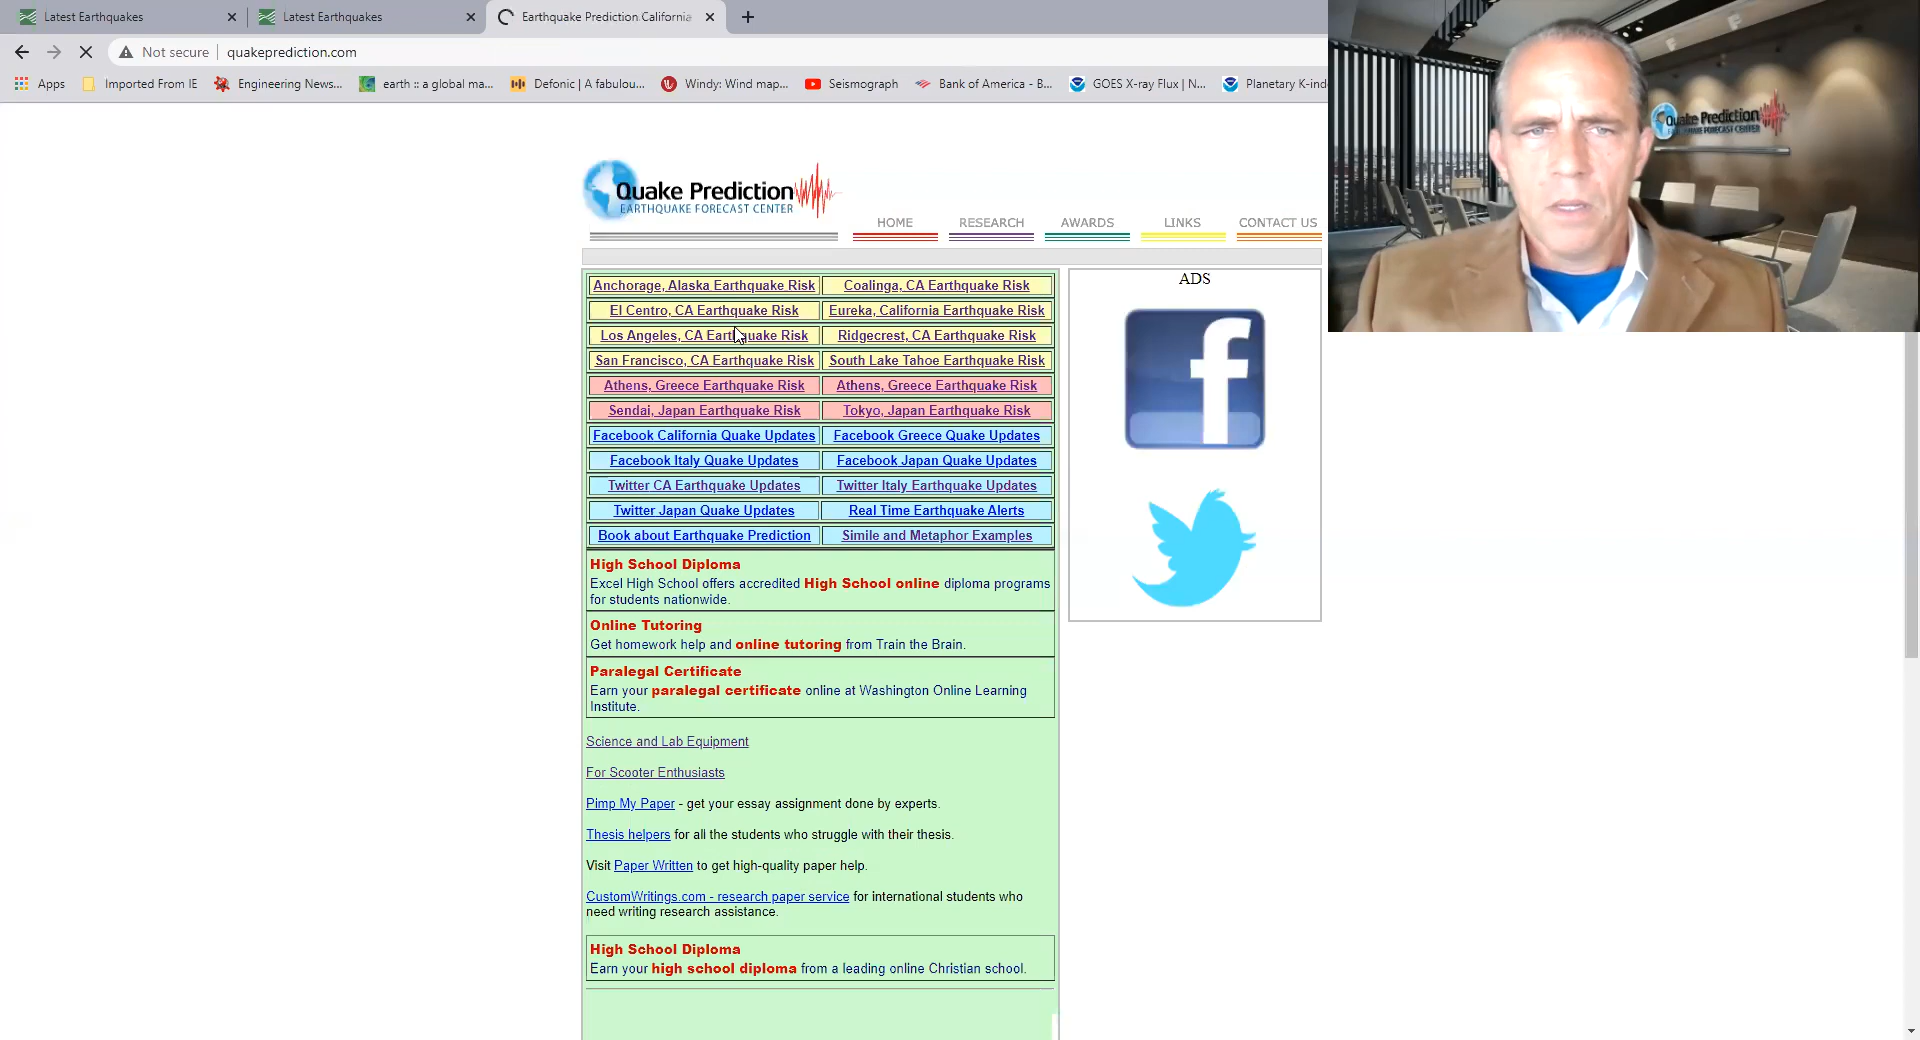 Latest Earthquakes
Latest Earthquakes
Earthquake Prediction California
Not secure
quakeprediction.com
Apps
Imported From IE
Engineering News...
earth :: a global ma...
Defonic | A fabulou...
Windy: Wind map...
Seismograph
Bank of America - B...
GOES X-ray Flux | N...
Planetary K-ind
Quake Prediction
EARTHQUAKE FORECAST CENTER
Quake Prediction
EARTHQUAKE FORECAST CENTER
HOME
RESEARCH
AWARDS
LINKS
CONTACT US
Anchorage, Alaska Earthquake Risk
Coalinga, CA Earthquake Risk
El Centro, CA Earthquake Risk
Eureka, California Earthquake Risk
Los Angeles, CA Earthquake Risk
Ridgecrest, CA Earthquake Risk
San Francisco, CA Earthquake Risk
South Lake Tahoe Earthquake Risk
Athens, Greece Earthquake Risk
Athens, Greece Earthquake Risk
Sendai, Japan Earthquake Risk
Tokyo, Japan Earthquake Risk
Facebook California Quake Updates
Facebook Greece Quake Updates
Facebook Italy Quake Updates
Facebook Japan Quake Updates
Twitter CA Earthquake Updates
Twitter Italy Earthquake Updates
Twitter Japan Quake Updates
Real Time Earthquake Alerts
Book about Earthquake Prediction
Simile and Metaphor Examples
High School Diploma
Excel High School offers accredited High School online diploma programs
for students nationwide.
Online Tutoring
Get homework help and online tutoring from Train the Brain.
Paralegal Certificate
Earn your paralegal certificate online at Washington Online Learning
Institute.
Science and Lab Equipment
For Scooter Enthusiasts
Pimp My Paper - get your essay assignment done by experts.
Thesis helpers for all the students who struggle with their thesis.
Visit Paper Written to get high-quality paper help.
CustomWritings.com - research paper service for international students who
need writing research assistance.
High School Diploma
Earn your high school diploma from a leading online Christian school.
ADS
f